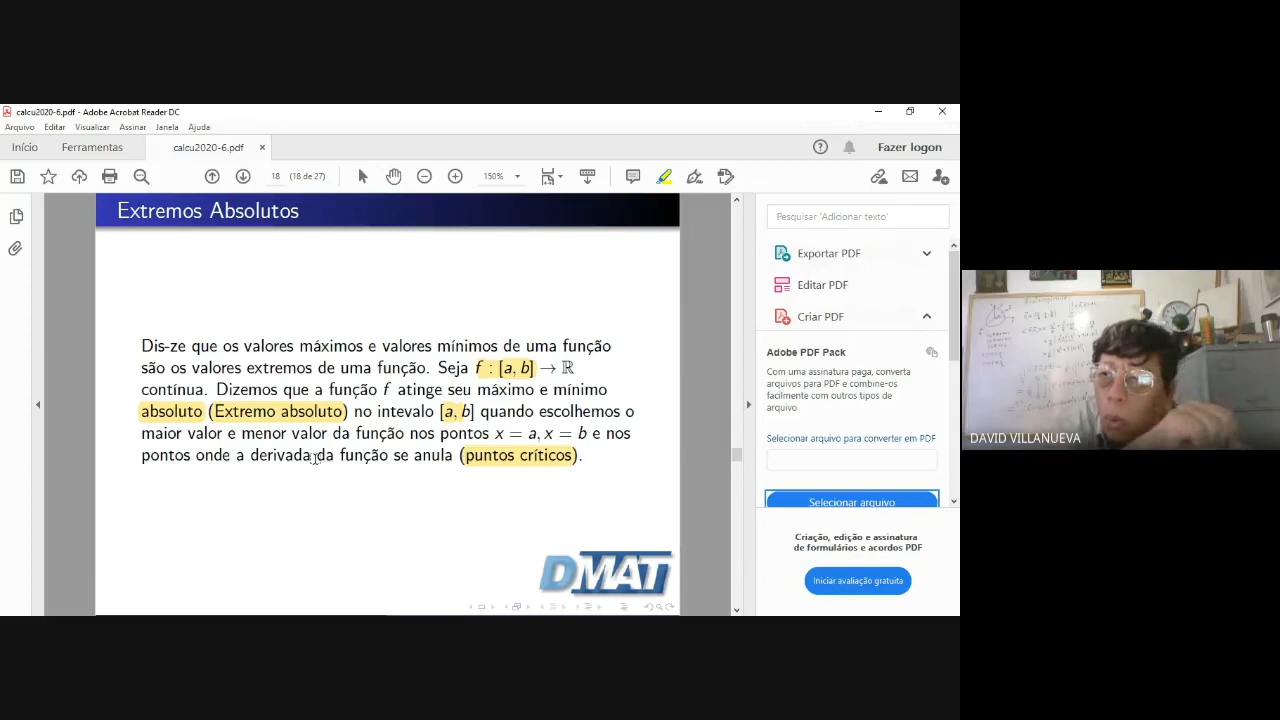 calcu2020-6.pdf - Adobe Acrobat Reader DC
Arquivo Editar Visualizar Assinar Janela Ajuda
Início Ferramentas calcu2020-6.pdf × Fazer logon
18 (18 de 27) 150%
Extremos Absolutos
Dis-ze que os valores máximos e valores mínimos de uma função
são os valores extremos de uma função. Seja f : [a, b] → ℝ
contínua. Dizemos que a função f atinge seu máximo e mínimo
absoluto (Extremo absoluto) no intevalo [a, b] quando escolhemos o
maior valor e menor valor da função nos pontos x = a, x = b e nos
pontos onde a derivada da função se anula (puntos críticos).
DMAT
Pesquisar 'Adicionar texto'
Exportar PDF
Editar PDF
Criar PDF
Adobe PDF Pack
Com uma assinatura paga, converta
arquivos para PDF e combine-os
facilmente com outros tipos de
arquivo
Selecionar arquivo para converter em PDF
Selecionar arquivo
Criação, edição e assinatura
de formulários e acordos PDF
Iniciar avaliação gratuita
DAVID VILLANUEVA